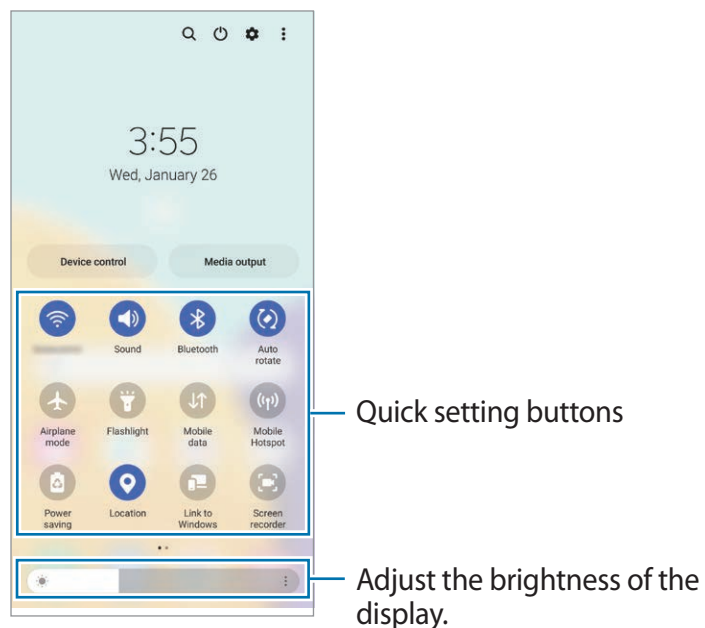 3:55
Wed, January 26
Device control
Media output
Sound
Bluetooth
Auto
rotate
Airplane
mode
Flashlight
Mobile
data
Mobile
Hotspot
Power
saving
Location
Link to
Windows
Screen
recorder
Quick setting buttons
Adjust the brightness of the
display.